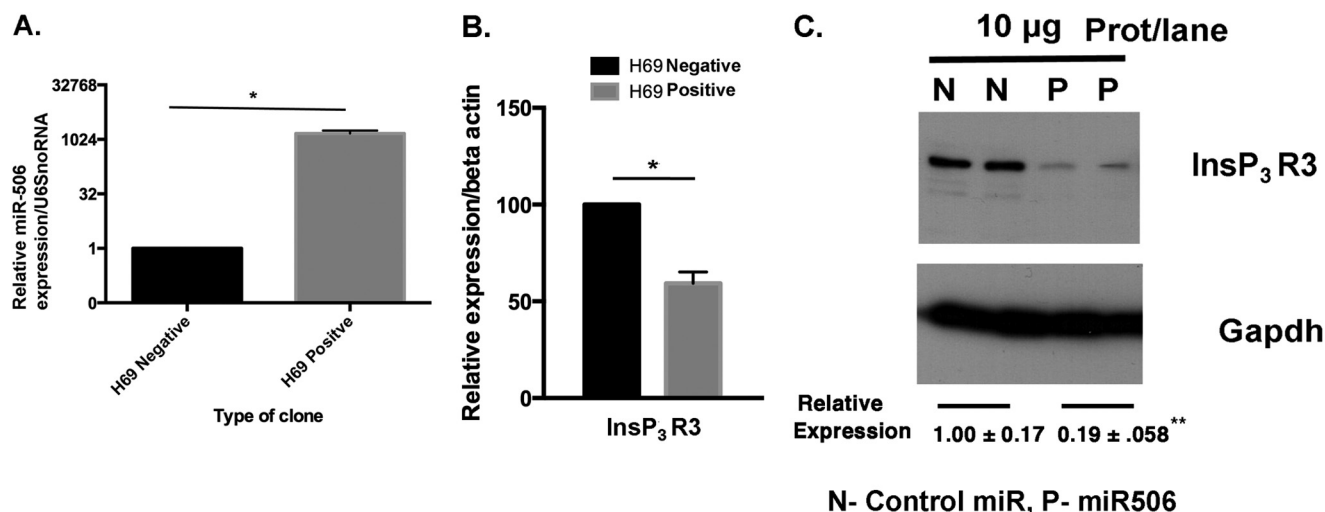 A.
Relative miR-506
expression/U6SnoRNA
32768
1024
32
1
0
*
H69 Negative
H69 Positve
Type of clone
B.
H69 Negative
H69 Positive
Relative expression/beta actin
150
100
50
0
*
InsP3 R3
C.
10 µg Prot/lane
N N P P
InsP3 R3
Gapdh
Relative
Expression 1.00 ± 0.17 0.19 ± .058**
N- Control miR, P- miR506